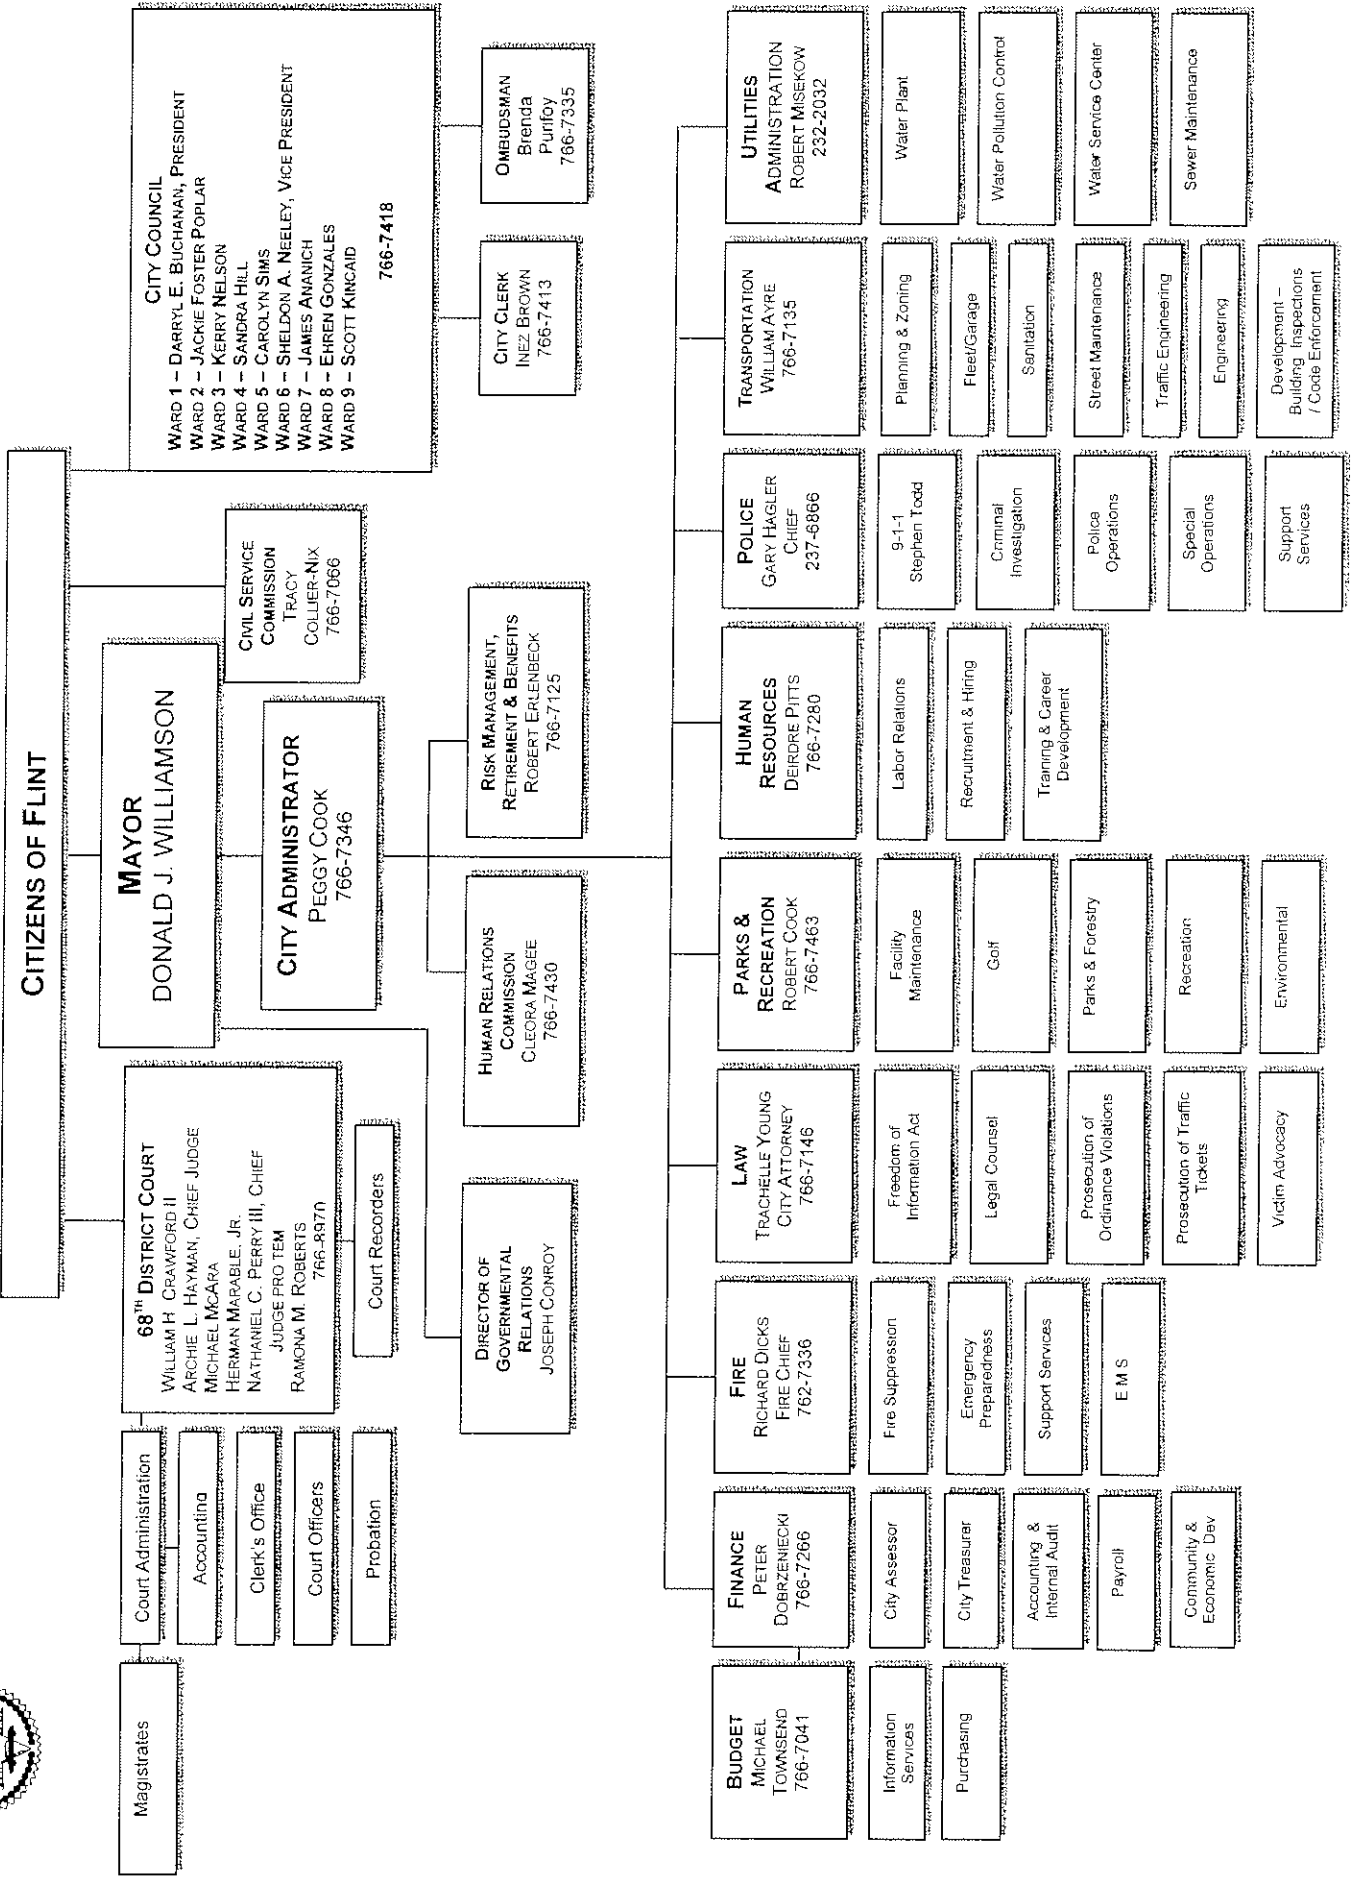 CITIZENS OF FLINT
68TH DISTRICT COURT
WILLIAM H. CRAWFORD II
ARCHIE L. HAYMAN, CHIEF JUDGE
MICHAEL MCARA
HERMAN MARABLE, JR.
NATHANIEL C. PERRY III, CHIEF
JUDGE PRO TEM
RAMONA M. ROBERTS
766-8970
Magistrates
Court Administration
Accounting
Clerk's Office
Court Officers
Probation
Court Recorders
MAYOR
DONALD J. WILLIAMSON
CIVIL SERVICE
COMMISSION
TRACY
COLLIER-NIX
766-7066
CITY COUNCIL
WARD 1 – DARRYL E. BUCHANAN, PRESIDENT
WARD 2 – JACKIE FOSTER POPLAR
WARD 3 – KERRY NELSON
WARD 4 – SANDRA HILL
WARD 5 – CAROLYN SIMS
WARD 6 – SHELDON A. NEELEY, VICE PRESIDENT
WARD 7 – JAMES ANANICH
WARD 8 – EHREN GONZALES
WARD 9 – SCOTT KINCAID
766-7418
CITY ADMINISTRATOR
PEGGY COOK
766-7346
CITY CLERK
INEZ BROWN
766-7413
OMBUDSMAN
Brenda
Purifoy
766-7335
DIRECTOR OF
GOVERNMENTAL
RELATIONS
JOSEPH CONROY
HUMAN RELATIONS
COMMISSION
CLEORA MAGEE
766-7430
RISK MANAGEMENT,
RETIREMENT & BENEFITS
ROBERT ERLENBECK
766-7125
BUDGET
MICHAEL
TOWNSEND
766-7041
Information
Services
Purchasing
FINANCE
PETER
DOBRZENIECKI
766-7266
City Assessor
City Treasurer
Accounting &
Internal Audit
Payroll
Community &
Economic Dev
FIRE
RICHARD DICKS
FIRE CHIEF
762-7336
Fire Suppression
Emergency
Preparedness
Support Services
E M S
LAW
TRACHELLE YOUNG
CITY ATTORNEY
766-7146
Freedom of
Information Act
Legal Counsel
Prosecution of
Ordinance Violations
Prosecution of Traffic
Tickets
Victim Advocacy
PARKS &
RECREATION
ROBERT COOK
766-7463
Facility
Maintenance
Golf
Parks & Forestry
Recreation
Environmental
HUMAN
RESOURCES
DEIRDRE PITTS
766-7280
Labor Relations
Recruitment & Hiring
Training & Career
Development
POLICE
GARY HAGLER
CHIEF
237-6866
9-1-1
Stephen Todd
Criminal
Investigation
Police
Operations
Special
Operations
Support
Services
TRANSPORTATION
WILLIAM AYRE
766-7135
Planning & Zoning
Fleet/Garage
Sanitation
Street Maintenance
Traffic Engineering
Engineering
Development –
Building Inspections
/ Code Enforcement
UTILITIES
ADMINISTRATION
ROBERT MISEKOW
232-2032
Water Plant
Water Pollution Control
Water Service Center
Sewer Maintenance